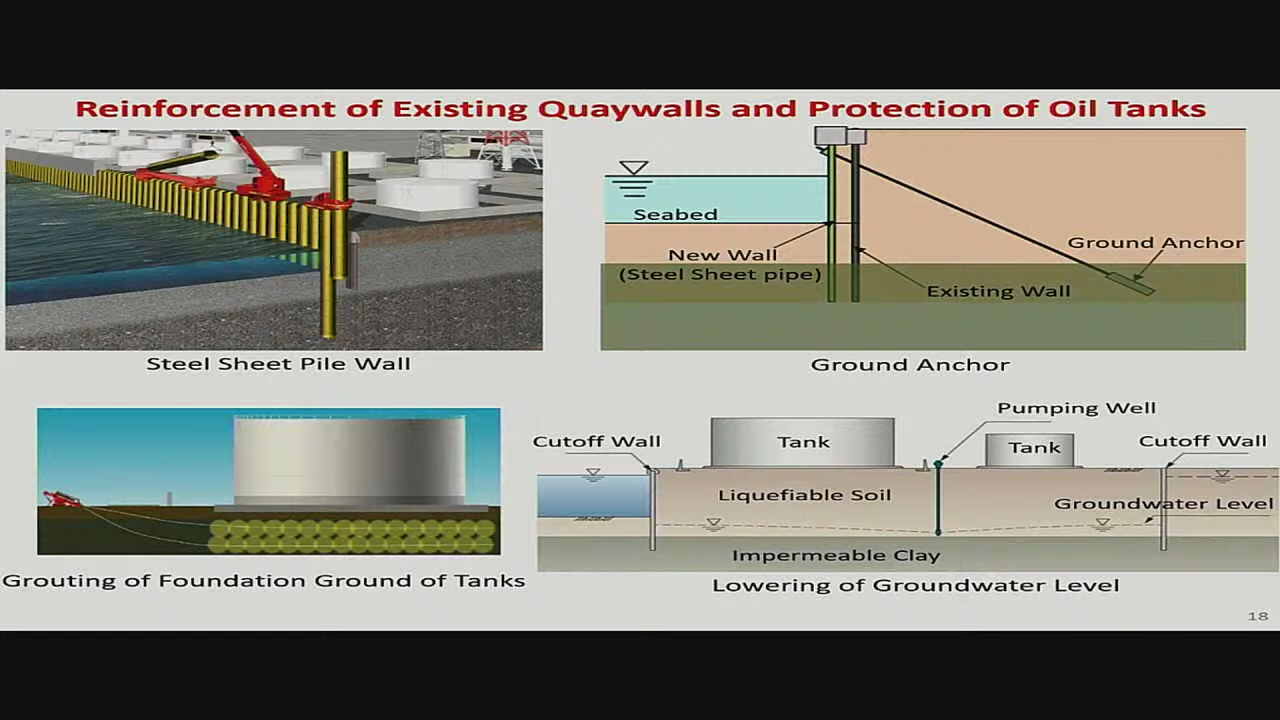 Reinforcement of Existing Quaywalls and Protection of Oil Tanks
Steel Sheet Pile Wall
Seabed
New Wall
(Steel Sheet pipe)
Ground Anchor
Existing Wall
Ground Anchor
Grouting of Foundation Ground of Tanks
Pumping Well
Cutoff Wall
Tank
Tank
Cutoff Wall
Liquefiable Soil
Groundwater Level
Impermeable Clay
Lowering of Groundwater Level
18